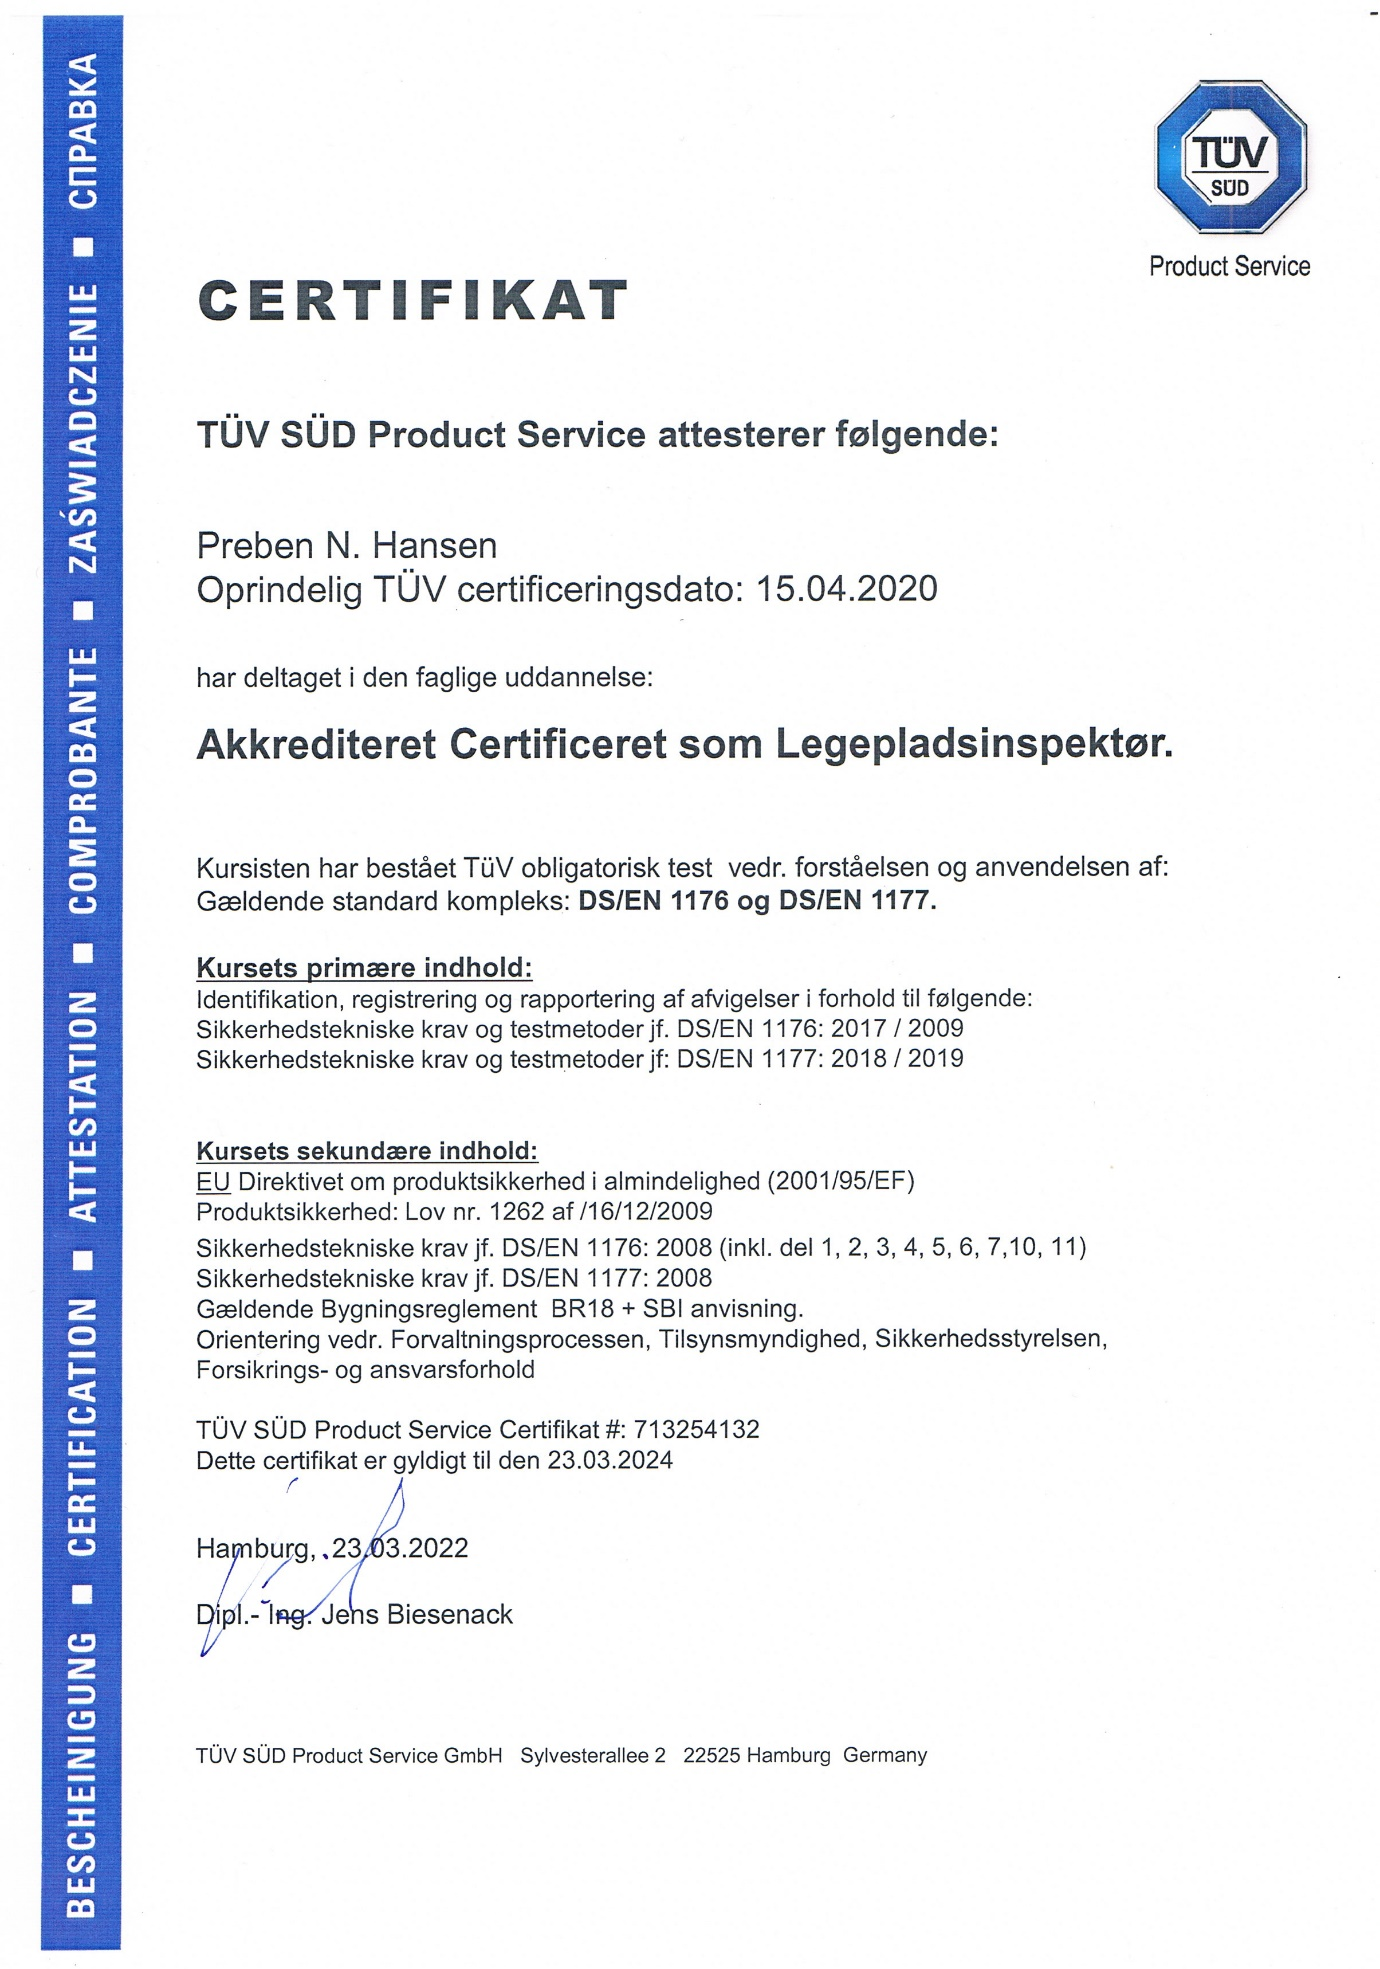 TÜV
SÜD
Product Service
CERTIFIKAT
TÜV SÜD Product Service attesterer følgende:
Preben N. Hansen
Oprindelig TÜV certificeringsdato: 15.04.2020
har deltaget i den faglige uddannelse:
Akkrediteret Certificeret som Legepladsinspektør.
Kursisten har bestået TüV obligatorisk test vedr. forståelsen og anvendelsen af:
Gældende standard kompleks: DS/EN 1176 og DS/EN 1177.
Kursets primære indhold:
Identifikation, registrering og rapportering af afvigelser i forhold til følgende:
Sikkerhedstekniske krav og testmetoder jf. DS/EN 1176: 2017 / 2009
Sikkerhedstekniske krav og testmetoder jf: DS/EN 1177: 2018 / 2019
Kursets sekundære indhold:
EU Direktivet om produktsikkerhed i almindelighed (2001/95/EF)
Produktsikkerhed: Lov nr. 1262 af /16/12/2009
Sikkerhedstekniske krav jf. DS/EN 1176: 2008 (inkl. del 1, 2, 3, 4, 5, 6, 7,10, 11)
Sikkerhedstekniske krav jf. DS/EN 1177: 2008
Gældende Bygningsreglement BR18 + SBI anvisning.
Orientering vedr. Forvaltningsprocessen, Tilsynsmyndighed, Sikkerhedsstyrelsen,
Forsikrings- og ansvarsforhold
TÜV SÜD Product Service Certifikat #: 713254132
Dette certifikat er gyldigt til den 23.03.2024
Hamburg, .23.03.2022
Dipl.- Ing. Jens Biesenack
TÜV SÜD Product Service GmbH Sylvesterallee 2 22525 Hamburg Germany
BESCHEINIGUNG ■ CERTIFICATION ■ ATTESTATION ■ COMPROBANTE ■ ZAŚWIADCZENIE ■ СПРАВКА